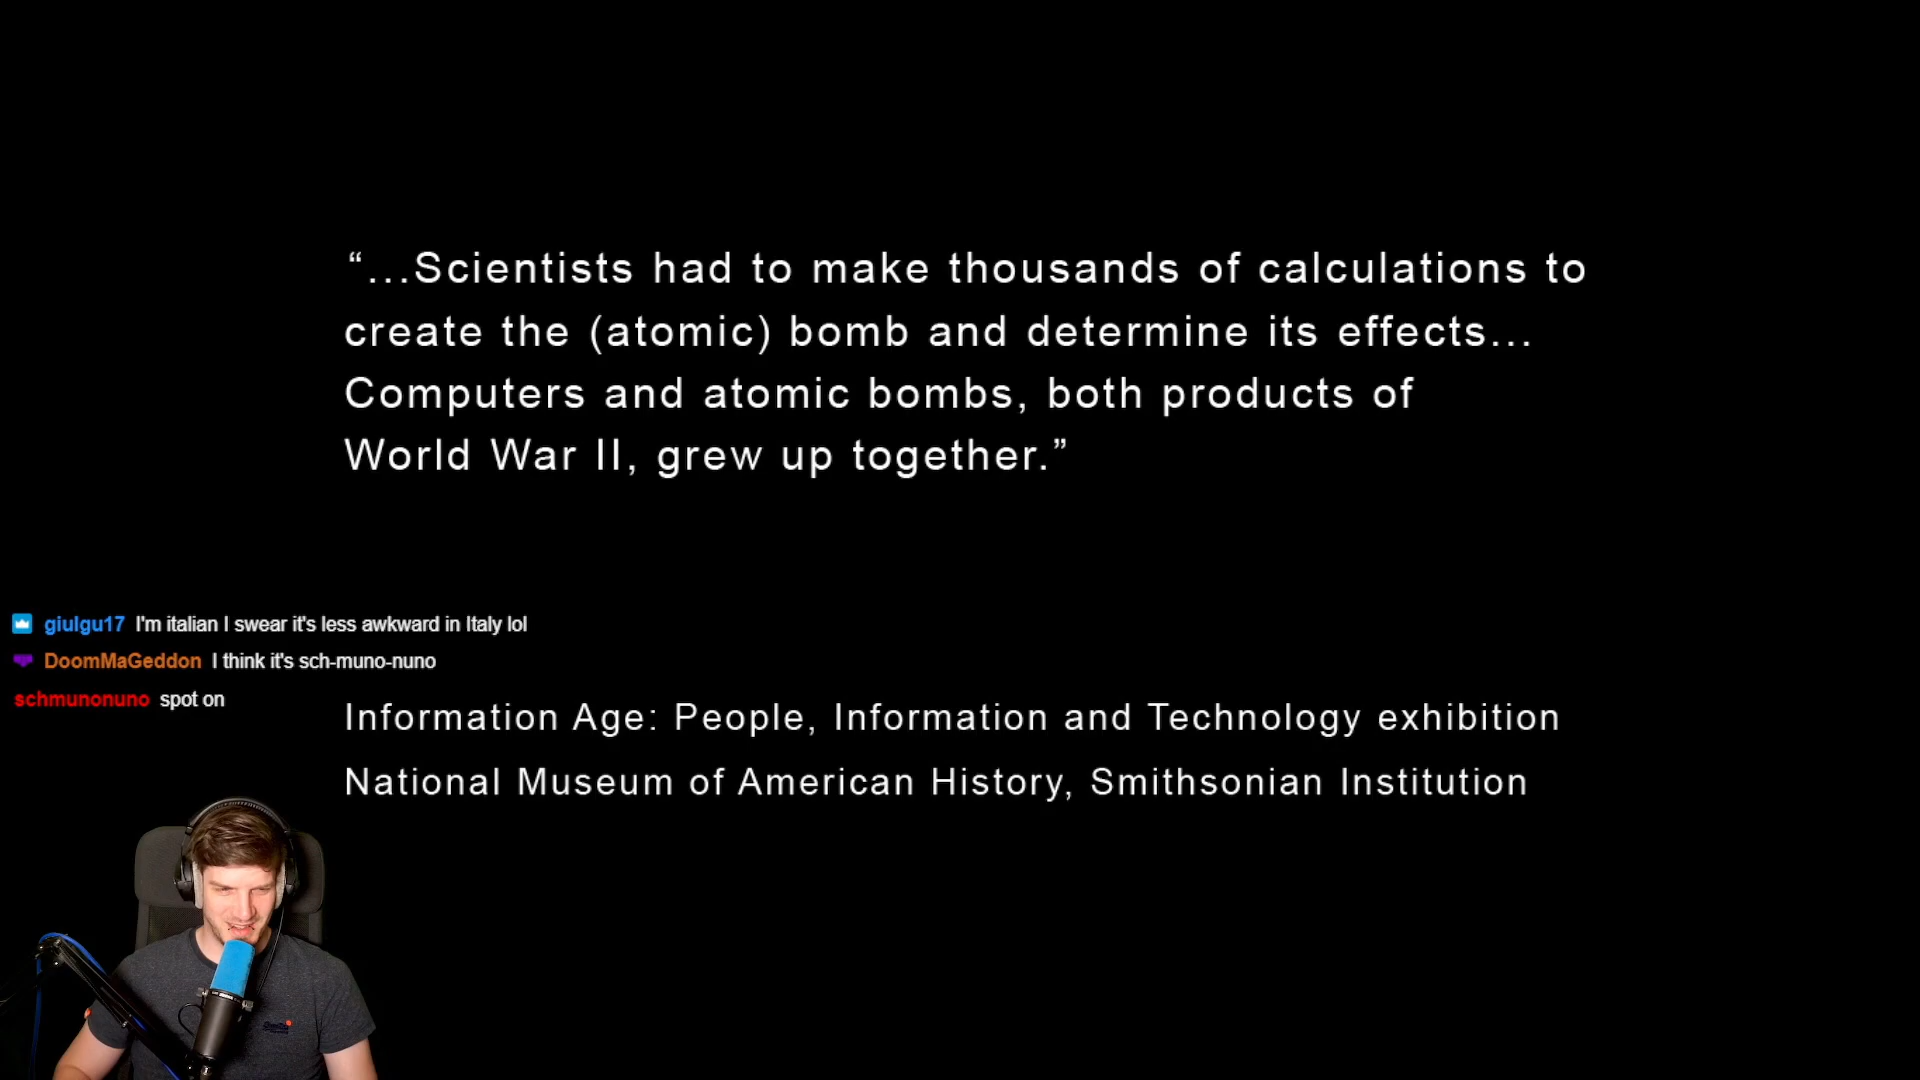 “…Scientists had to make thousands of calculations to
create the (atomic) bomb and determine its effects…
Computers and atomic bombs, both products of
World War II, grew up together.”
giulgu17 I'm italian I swear it's less awkward in Italy lol
DoomMaGeddon I think it's sch-muno-nuno
schmunonuno spot on
Information Age: People, Information and Technology exhibition
National Museum of American History, Smithsonian Institution